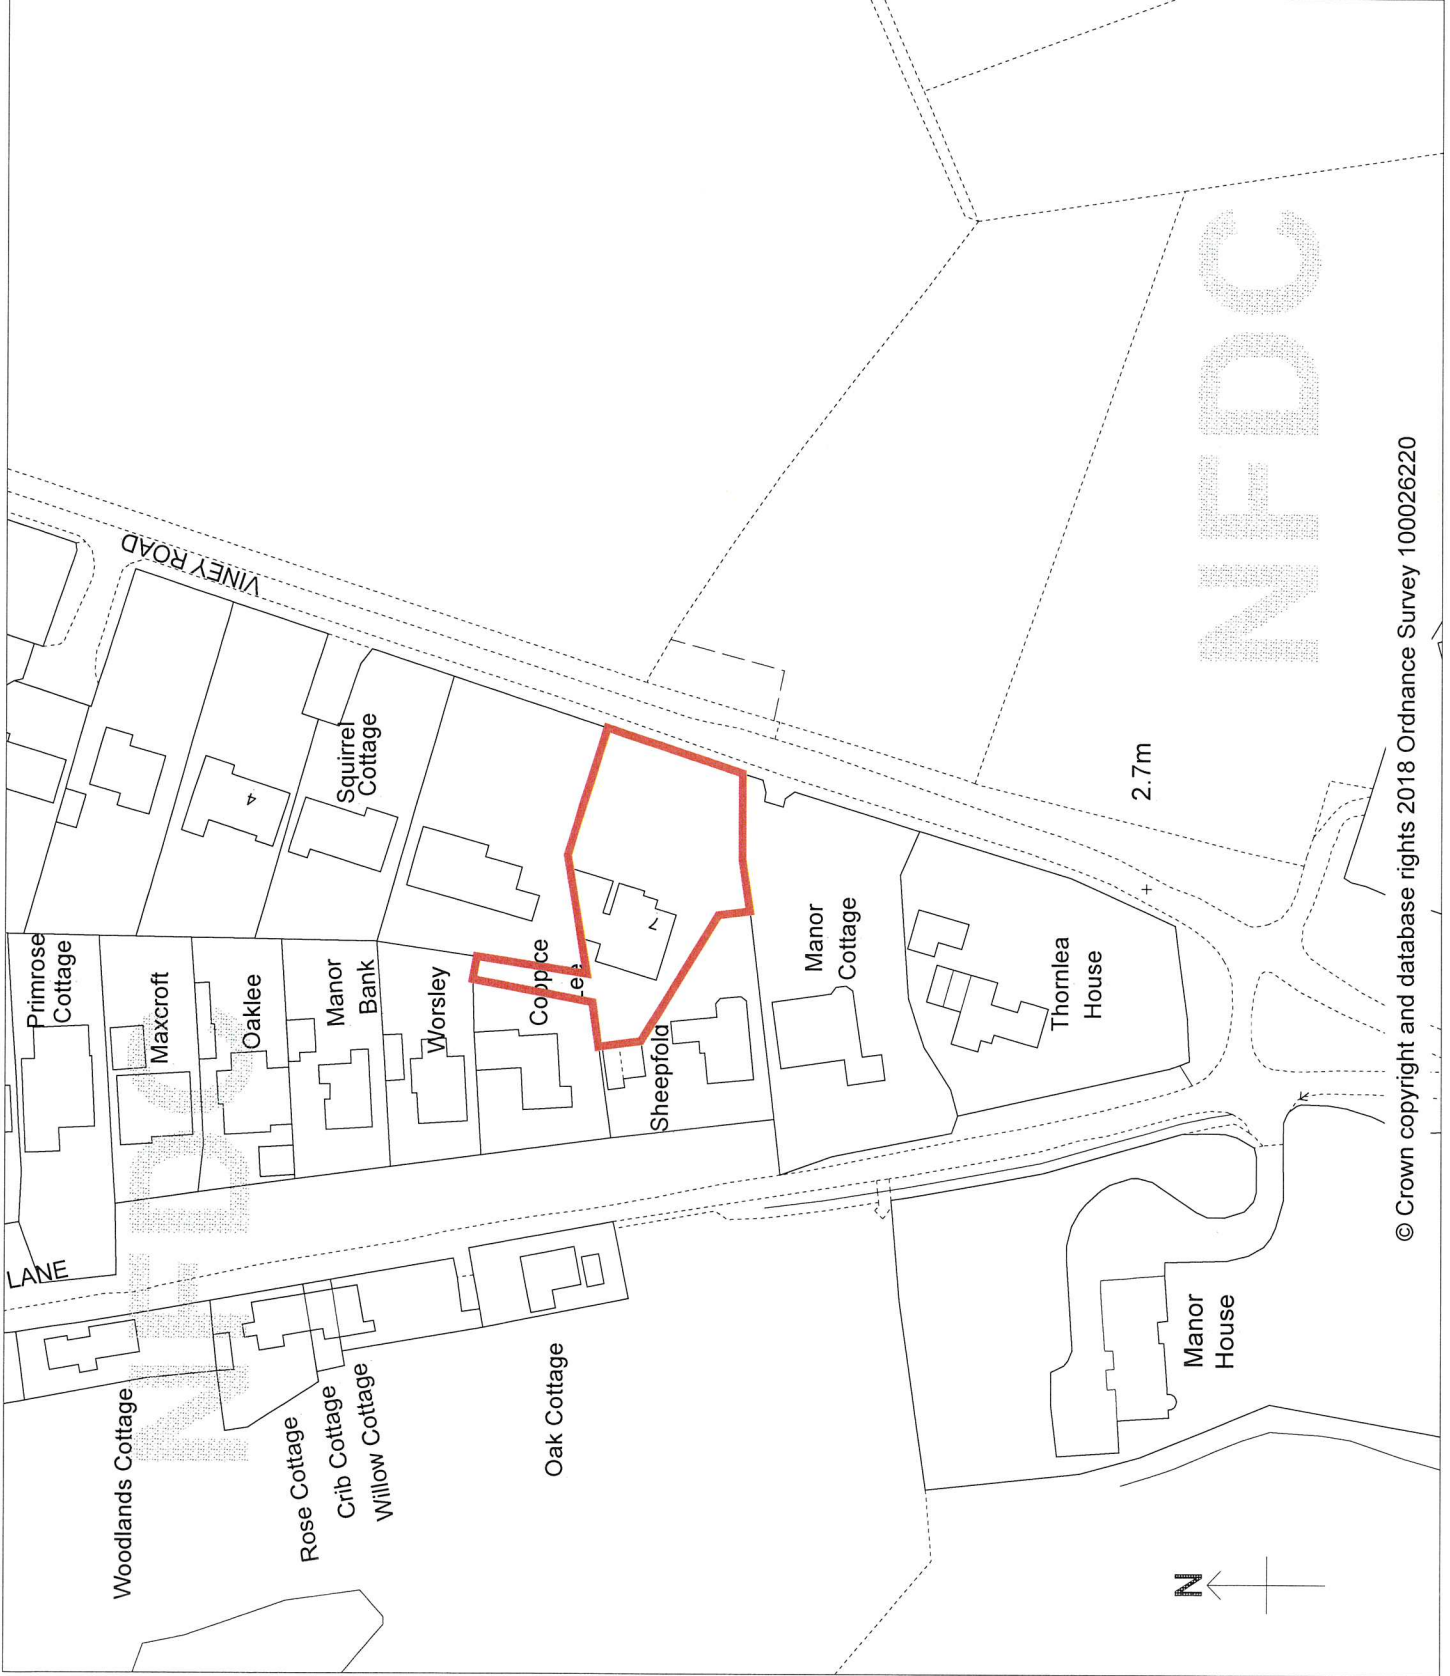 LANE
VINEY ROAD
Woodlands Cottage
Rose Cottage
Crib Cottage
Willow Cottage
Oak Cottage
Primrose
Cottage
Maxcroft
Oaklee
Manor
Bank
Worsley
Coppice
Lee
Sheepfold
4
Squirrel
Cottage
7
Manor
Cottage
Thornlea
House
Manor
House
2.7m
N
NFDC
NFDC
© Crown copyright and database rights 2018 Ordnance Survey 100026220